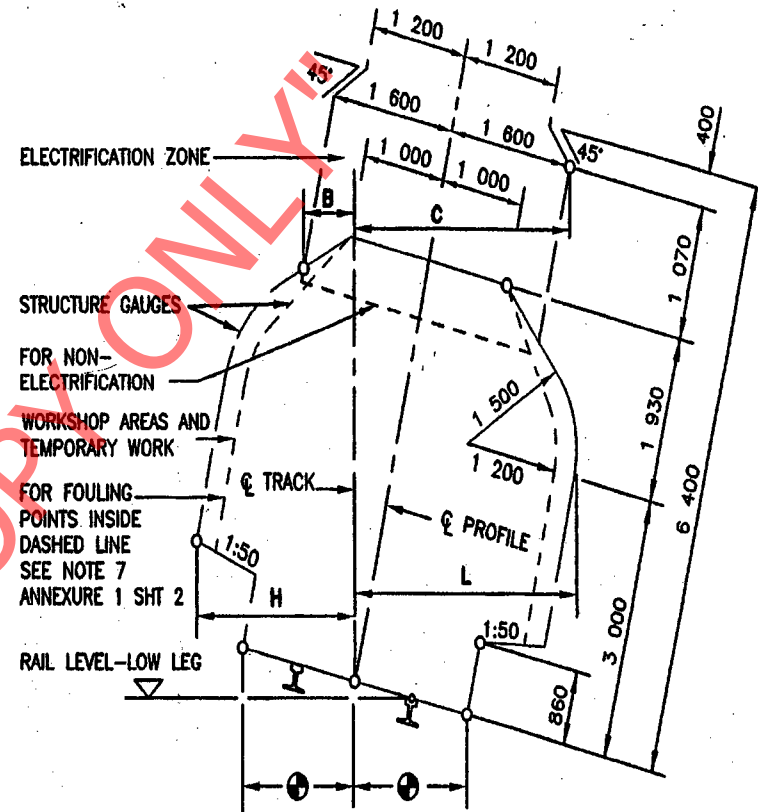 1 200
1 200
45°
1 600
1 600
400
ELECTRIFICATION ZONE
1 000
1 000
45°
B
C
1 070
STRUCTURE GAUGES
FOR NON-
ELECTRIFICATION
1 500
1 930
WORKSHOP AREAS AND
TEMPORARY WORK
1 200
6 400
℄ TRACK
FOR FOULING
POINTS INSIDE
DASHED LINE
SEE NOTE 7
ANNEXURE 1 SHT 2
℄ PROFILE
1:50
H
L
1:50
3 000
RAIL LEVEL-LOW LEG
860
OPY ONLY"